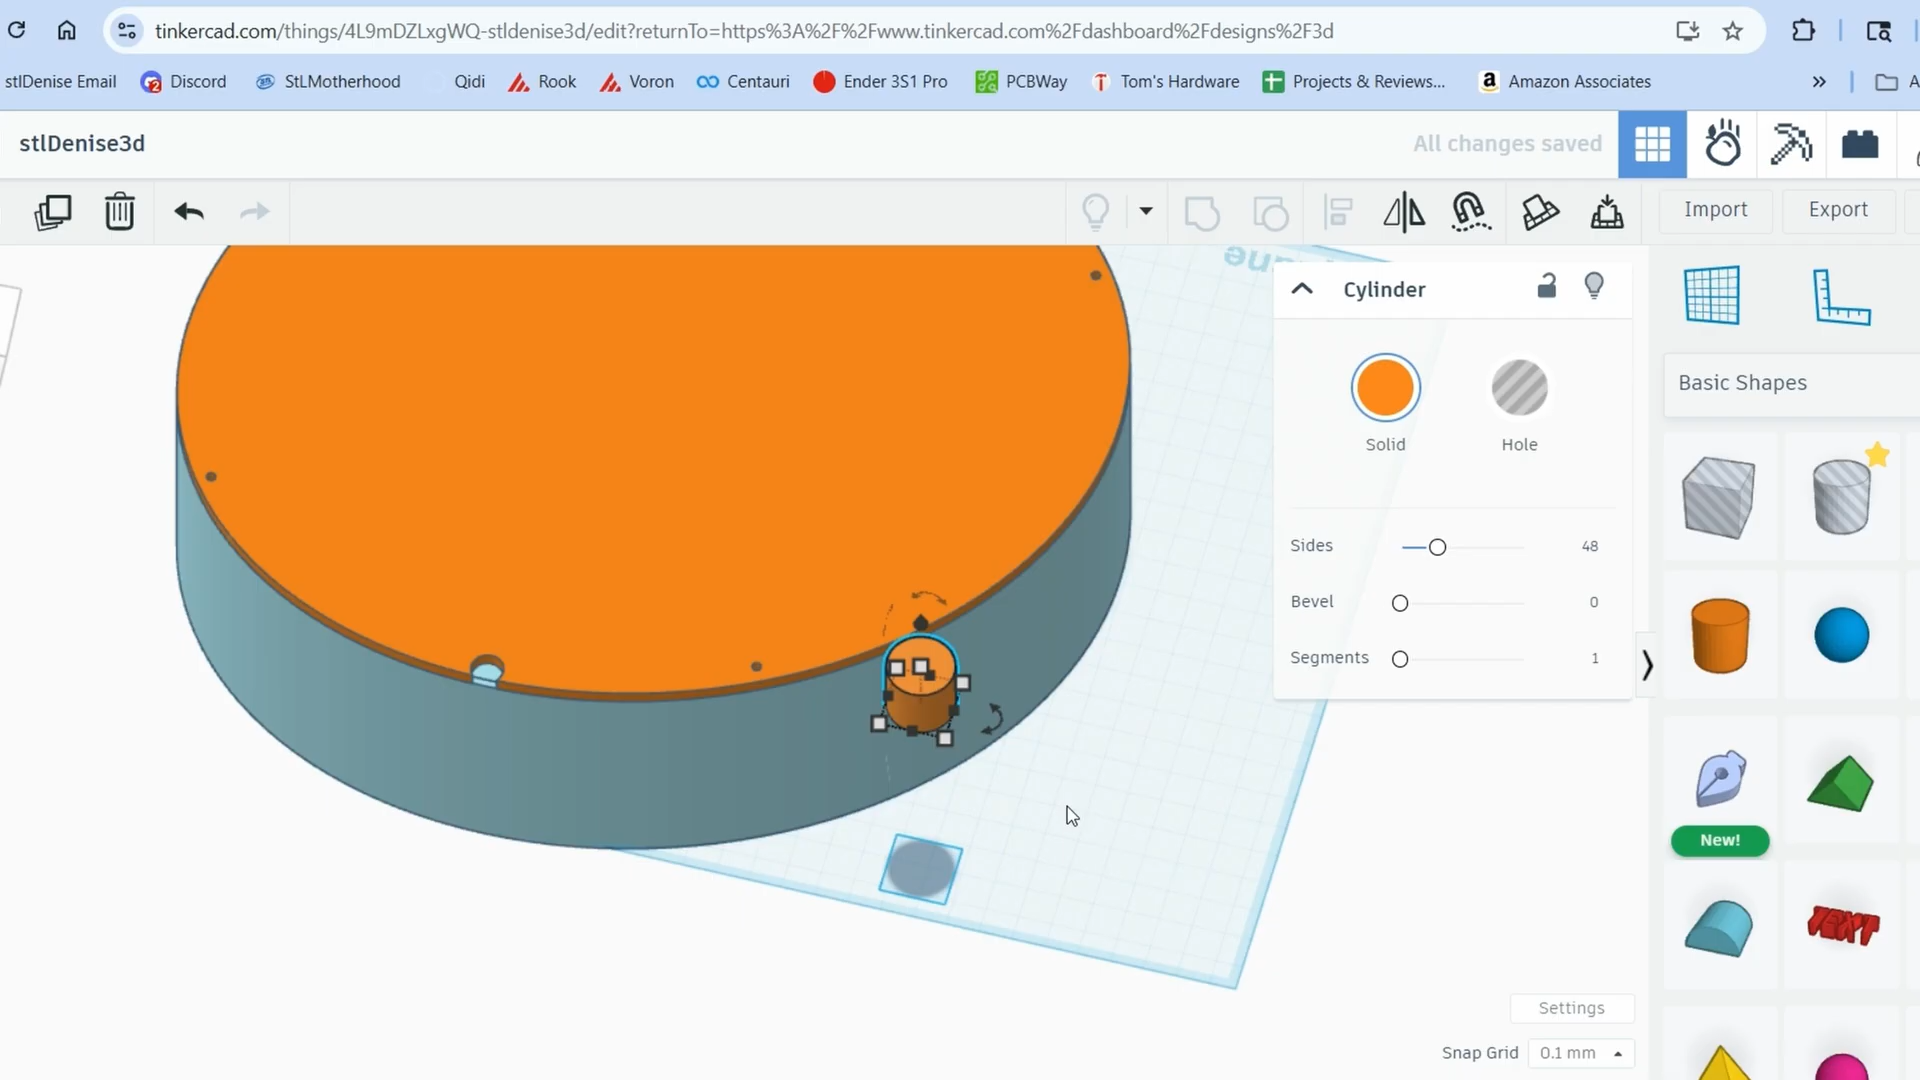 tinkercad.com/things/4L9mDZLxgWQ-stldenise3d/edit?returnTo=https%3A%2F%2Fwww.tinkercad.com%2Fdashboard%2Fdesigns%2F3d
stlDenise Email Discord StLMotherhood Qidi Rook Voron Centauri Ender 3S1 Pro PCBWay Tom's Hardware Projects & Reviews... Amazon Associates » A
stlDenise3d
All changes saved
Import Export
Cylinder
Solid Hole
Basic Shapes
Sides 48
Bevel 0
Segments 1
New!
TEXT
Settings
Snap Grid 0.1 mm